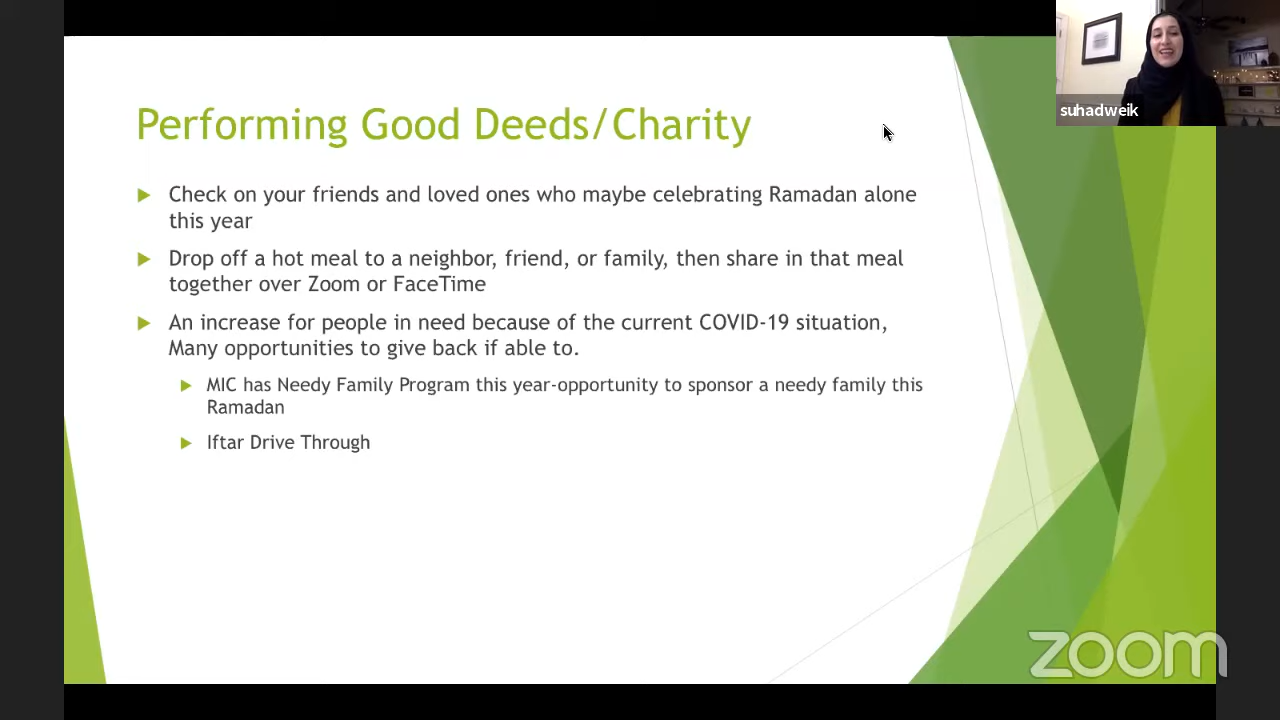 Performing Good Deeds/Charity
Check on your friends and loved ones who maybe celebrating Ramadan alone
this year
Drop off a hot meal to a neighbor, friend, or family, then share in that meal
together over Zoom or FaceTime
An increase for people in need because of the current COVID-19 situation,
Many opportunities to give back if able to.
MIC has Needy Family Program this year-opportunity to sponsor a needy family this
Ramadan
Iftar Drive Through
suhadweik
zoom